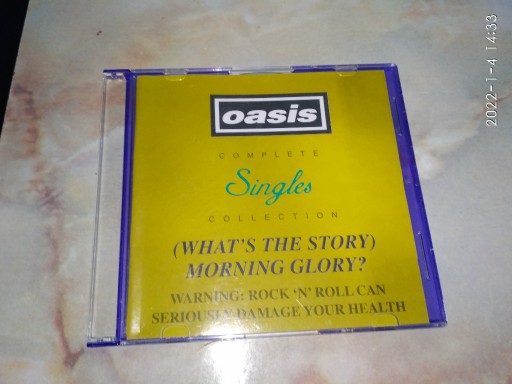 2022-1-4 14:33
oasis
COMPLETE
Singles
COLLECTION
(WHAT'S THE STORY)
MORNING GLORY?
WARNING: ROCK 'N' ROLL CAN
SERIOUSLY DAMAGE YOUR HEALTH